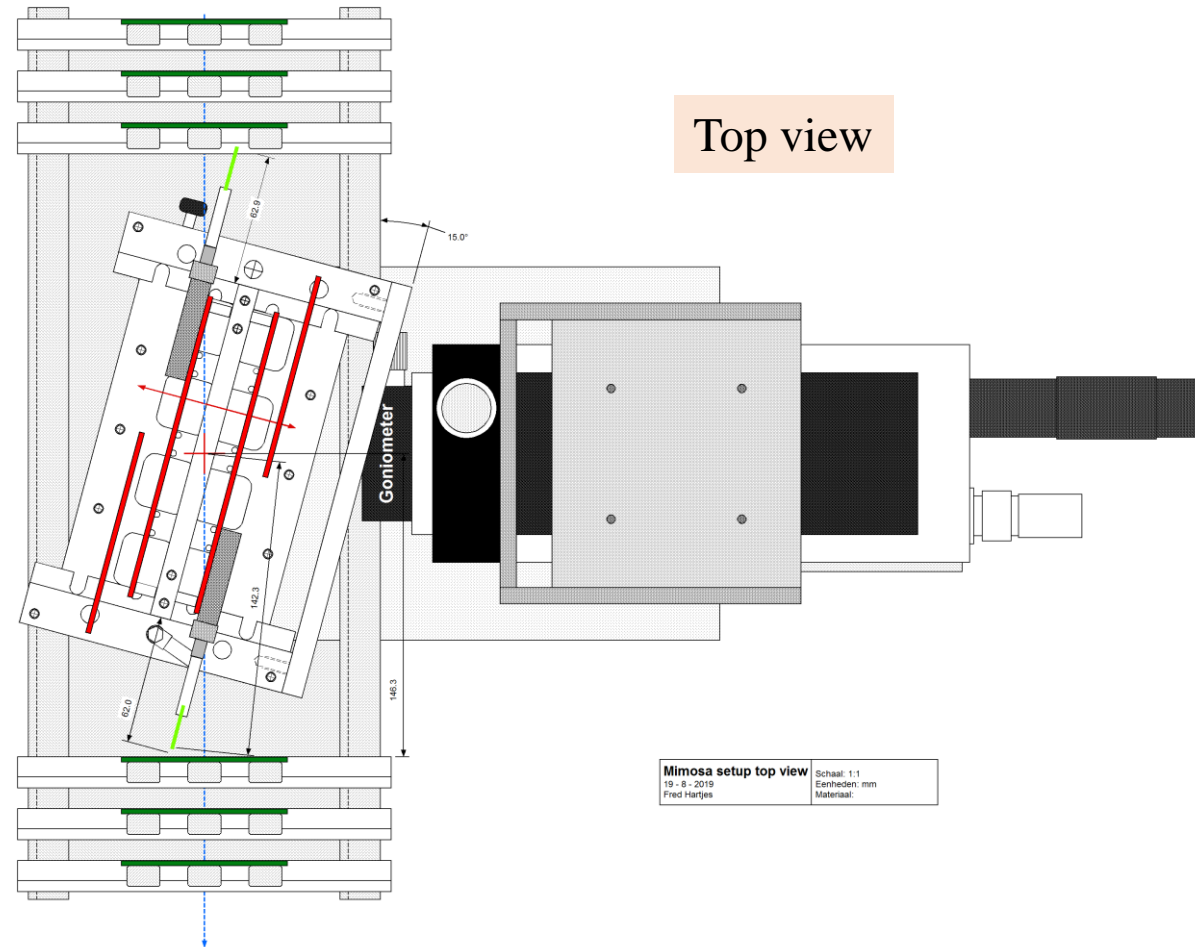 Top view
62.9
15.0°
Goniometer
142.3
146.3
62.0
Mimosa setup top view
19 - 8 - 2019
Fred Hartjes
Schaal: 1:1
Eenheden: mm
Materiaal: